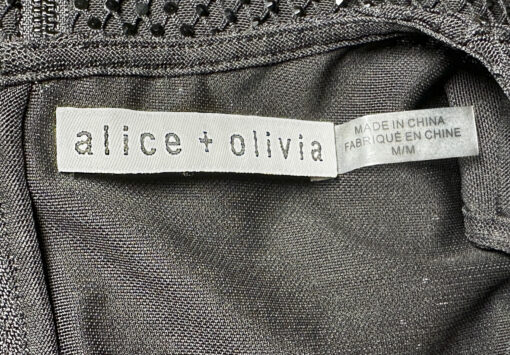 alice + olivia
MADE IN CHINA
FABRIQUÉ EN CHINE
M/M